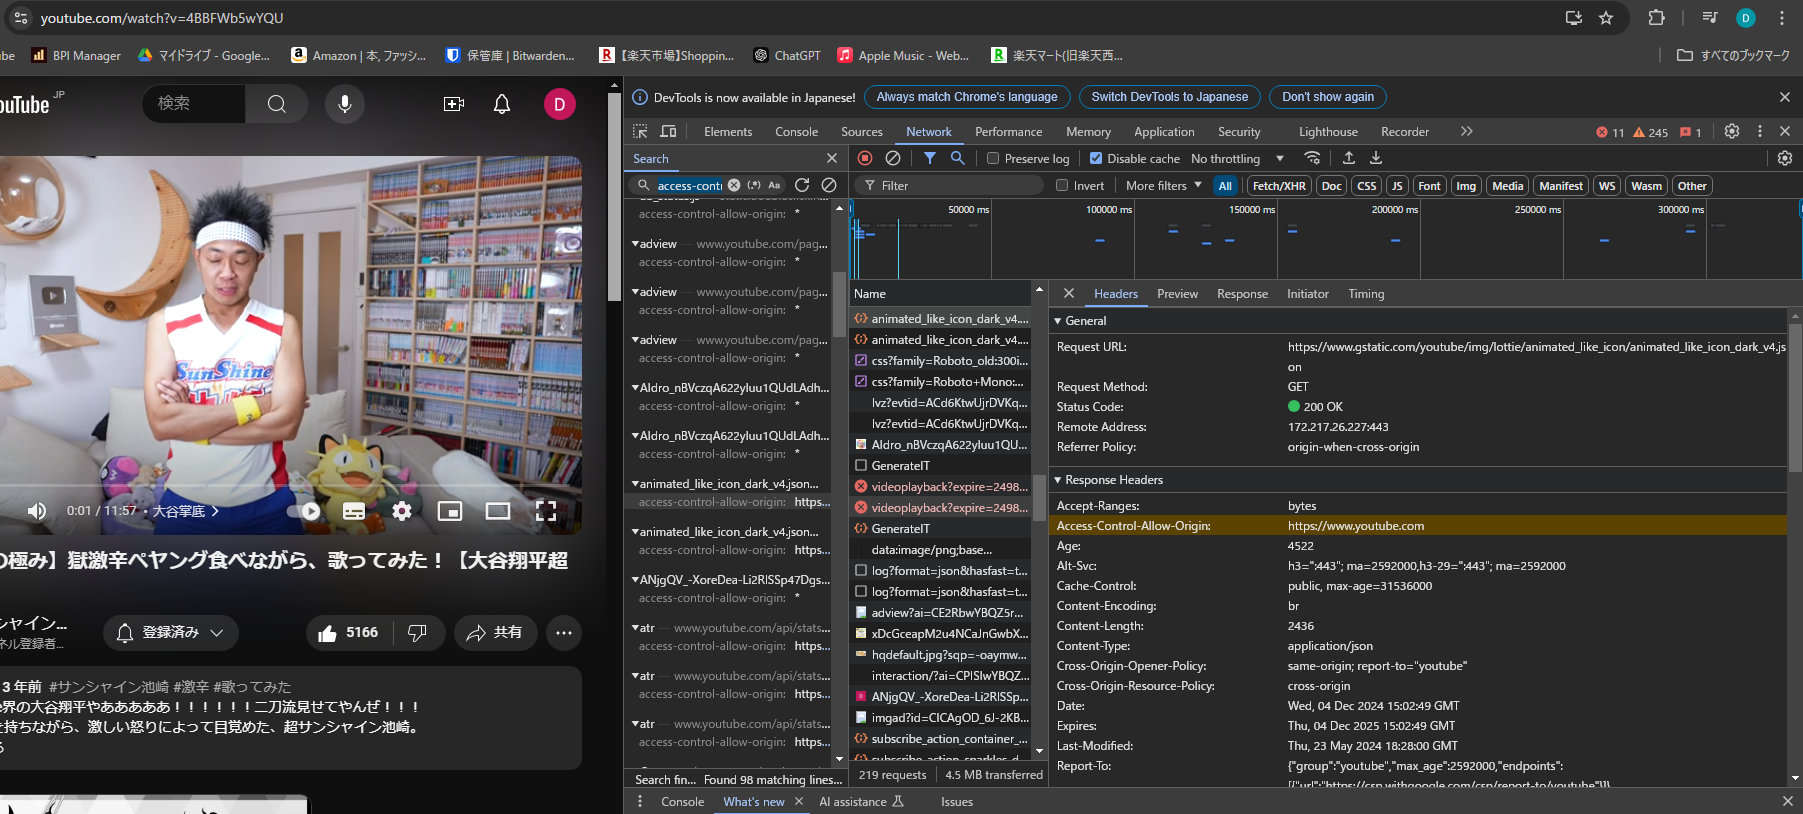 youtube.com/watch?v=4BBFWb5wYQU
D
be
BPI Manager
マイドライブ - Google...
Amazon | 本, ファッシ...
保管庫 | Bitwarden...
【楽天市場】Shoppin...
ChatGPT
Apple Music - Web...
楽天マート(旧楽天西...
すべてのブックマーク
ouTube JP
検索
D
SunShine
0:01 / 11:57 • 大谷掌底
の極み】獄激辛ペヤング食べながら、歌ってみた！【大谷翔平超
シャイン...
ネル登録者...
登録済み
5166
共有
3 年前 #サンシャイン池崎 #激辛 #歌ってみた
界の大谷翔平やあああああ！！！！！！二刀流見せてやんぜ！！！
を持ちながら、激しい怒りによって目覚めた、超サンシャイン池崎。
DevTools is now available in Japanese!
Always match Chrome's language
Switch DevTools to Japanese
Don't show again
Elements
Console
Sources
Network
Performance
Memory
Application
Security
Lighthouse
Recorder
11
245
1
Search
access-contr
(.*)
Aa
access-control-allow-origin: *
adview — www.youtube.com/pag...
access-control-allow-origin: *
adview — www.youtube.com/pag...
access-control-allow-origin: *
adview — www.youtube.com/pag...
access-control-allow-origin: *
AIdro_nBVczqA622yIuu1QUdLAdh...
access-control-allow-origin: *
AIdro_nBVczqA622yIuu1QUdLAdh...
access-control-allow-origin: *
animated_like_icon_dark_v4.json...
access-control-allow-origin: https...
animated_like_icon_dark_v4.json...
access-control-allow-origin: https...
ANjgQV_-XoreDea-Li2RlSSp47Dgs...
access-control-allow-origin: *
atr — www.youtube.com/api/stats...
access-control-allow-origin: https...
atr — www.youtube.com/api/stats...
access-control-allow-origin: https...
atr — www.youtube.com/api/stats...
access-control-allow-origin: https...
Search fin... Found 98 matching lines...
Preserve log
Disable cache
No throttling
Filter
Invert
More filters
All
Fetch/XHR
Doc
CSS
JS
Font
Img
Media
Manifest
WS
Wasm
Other
50000 ms
100000 ms
150000 ms
200000 ms
250000 ms
300000 ms
Name
animated_like_icon_dark_v4....
animated_like_icon_dark_v4....
css?family=Roboto_old:300i...
css?family=Roboto+Mono:...
lvz?evtid=ACd6KtwUjrDVKq...
lvz?evtid=ACd6KtwUjrDVKq...
AIdro_nBVczqA622yIuu1QU...
GenerateIT
videoplayback?expire=2498...
videoplayback?expire=2498...
GenerateIT
data:image/png;base...
log?format=json&hasfast=t...
log?format=json&hasfast=t...
adview?ai=CE2RbwYBQZ5r...
xDcGceapM2u4NCaJnGwbX...
hqdefault.jpg?sqp=-oaymw...
interaction/?ai=CPISIwYBQZ...
ANjgQV_-XoreDea-Li2RlSSp...
imgad?id=CICAgOD_6J-2KB...
subscribe_action_container_...
219 requests
4.5 MB transferred
Headers
Preview
Response
Initiator
Timing
General
Request URL: https://www.gstatic.com/youtube/img/lottie/animated_like_icon/animated_like_icon_dark_v4.js
on
Request Method: GET
Status Code: 200 OK
Remote Address: 172.217.26.227:443
Referrer Policy: origin-when-cross-origin
Response Headers
Accept-Ranges: bytes
Access-Control-Allow-Origin: https://www.youtube.com
Age: 4522
Alt-Svc: h3=":443"; ma=2592000,h3-29=":443"; ma=2592000
Cache-Control: public, max-age=31536000
Content-Encoding: br
Content-Length: 2436
Content-Type: application/json
Cross-Origin-Opener-Policy: same-origin; report-to="youtube"
Cross-Origin-Resource-Policy: cross-origin
Date: Wed, 04 Dec 2024 15:02:49 GMT
Expires: Thu, 04 Dec 2025 15:02:49 GMT
Last-Modified: Thu, 23 May 2024 18:28:00 GMT
Report-To: {"group":"youtube","max_age":2592000,"endpoints":
[{"url":"https://csp.withgoogle.com/csp/report-to/youtube"}]}
Console
What's new
AI assistance
Issues